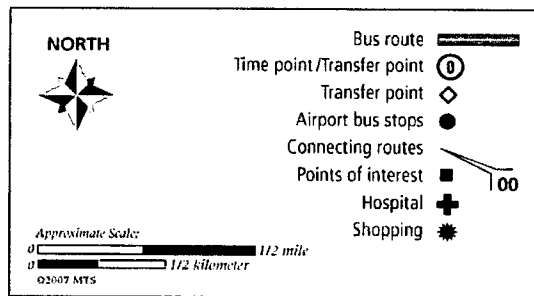 NORTH
Bus route
Time point/Transfer point 0
Transfer point
Airport bus stops
Connecting routes
Points of interest
00
Hospital
Shopping
Approximate Scale:
0 1/2 mile
0 1/2 kilometer
©2007 MTS